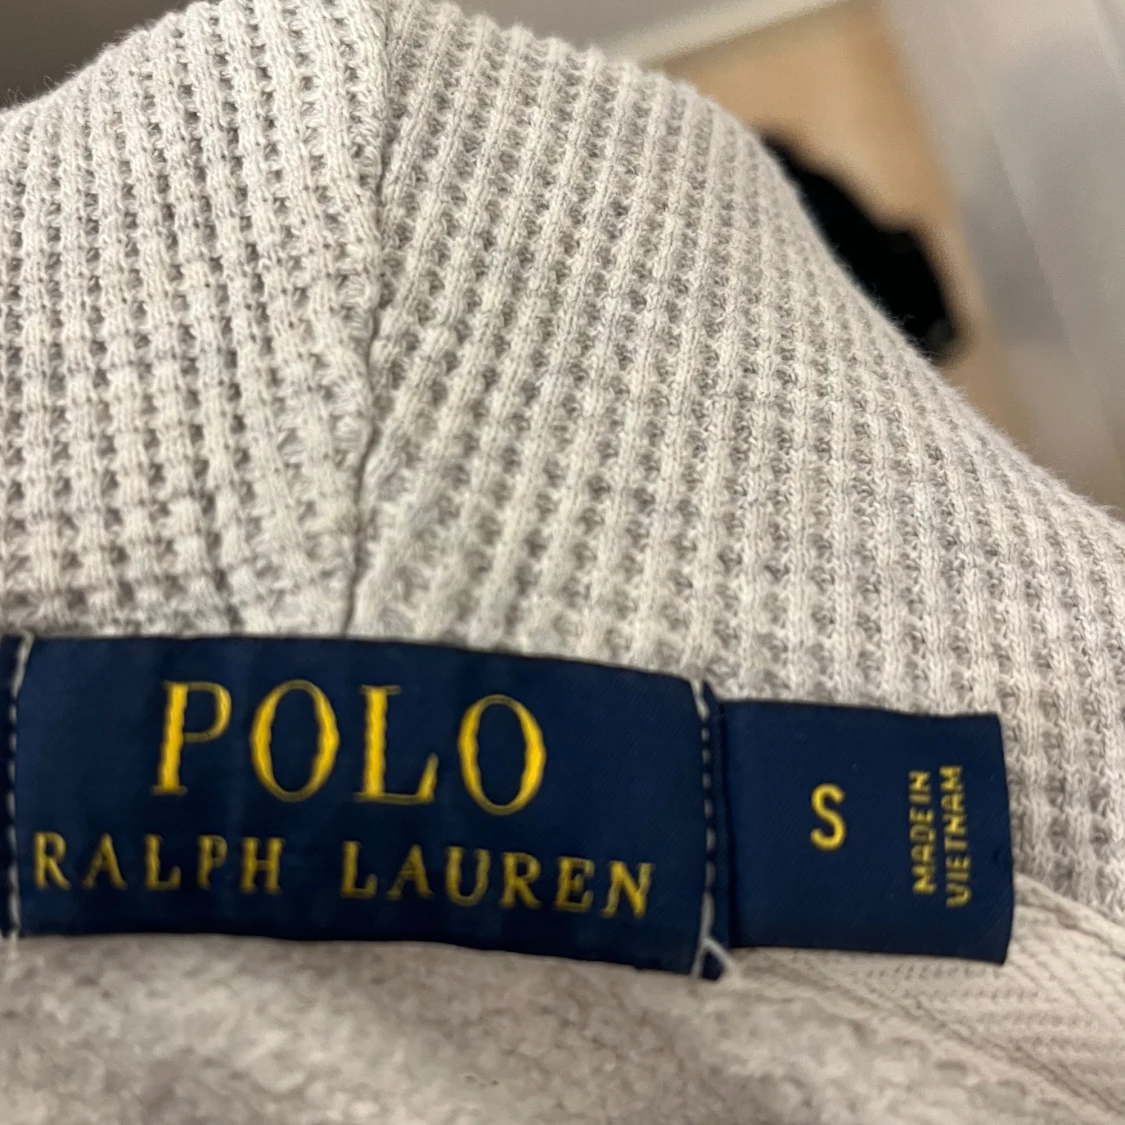 POLO
RALPH LAUREN
S
MADE IN
VIETNAM